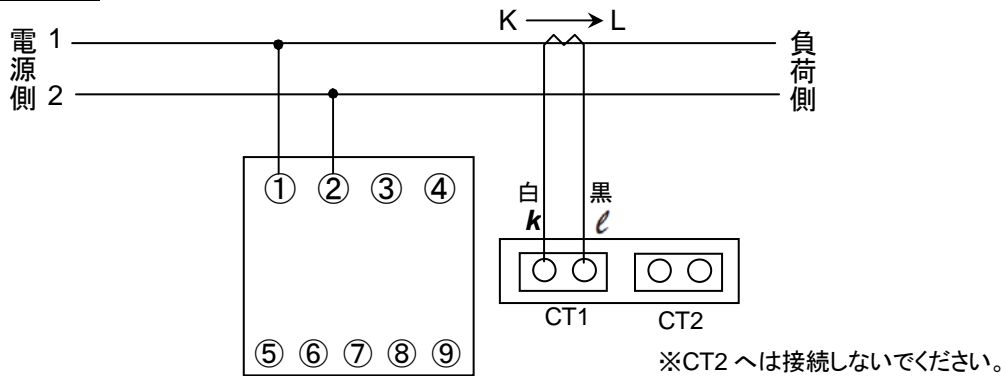 K L
電源側
1
2
負荷側
① ② ③ ④
白 黒
k ℓ
CT1 CT2
⑤ ⑥ ⑦ ⑧ ⑨
※CT2 へは接続しないでください。